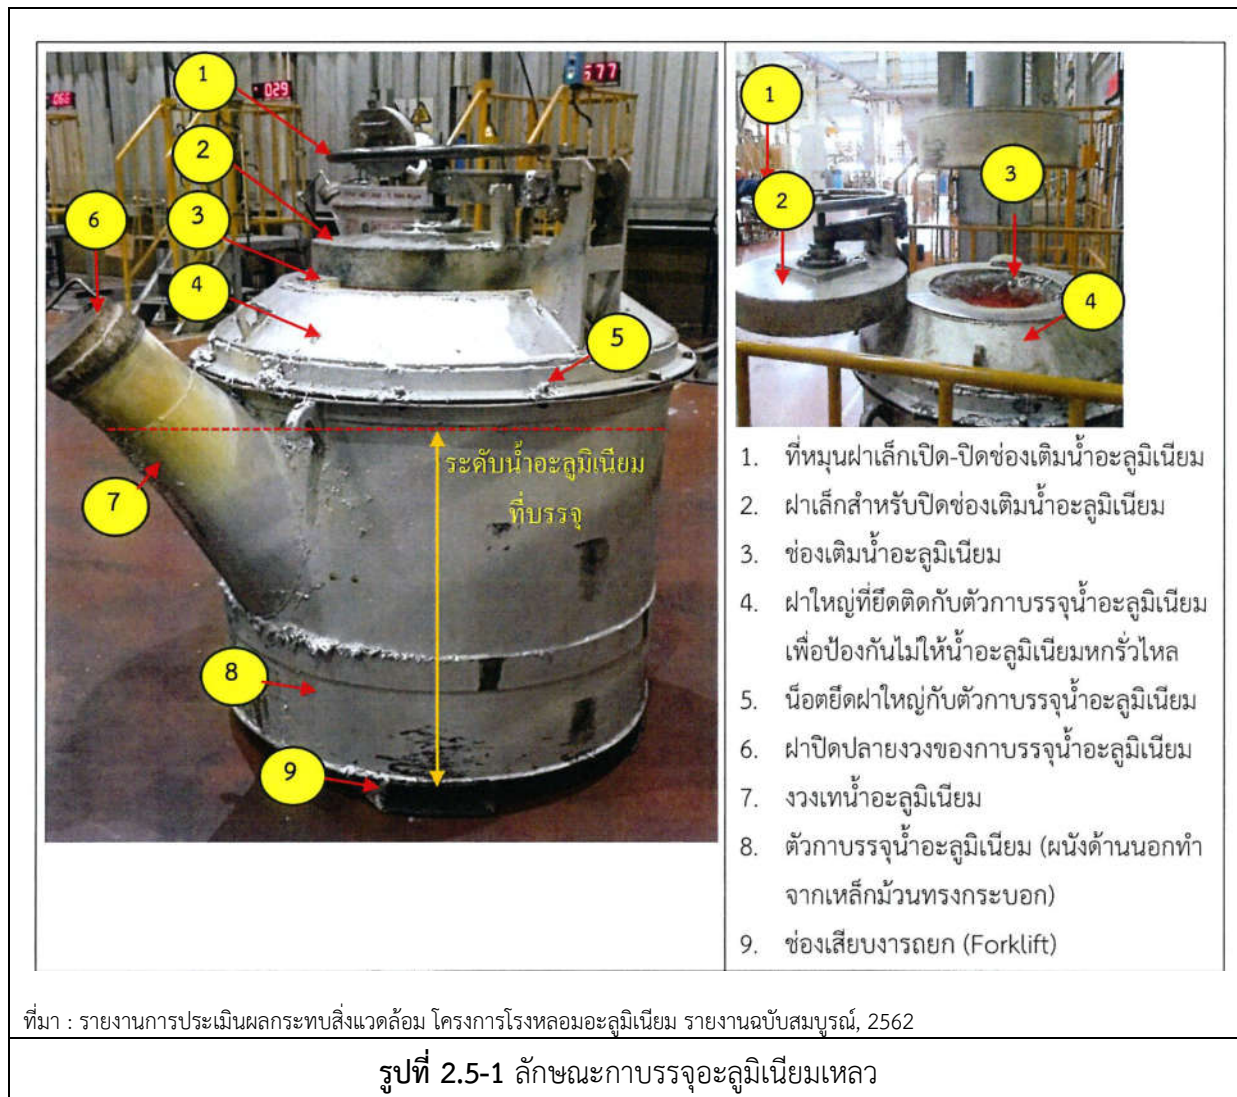 066
029
577
1
2
3
4
5
6
7
8
9
ระดับน้ำอะลูมิเนียม
ที่บรรจุ
1
2
3
4
1. ที่หมุนฝาเล็กเปิด-ปิดช่องเติมน้ำอะลูมิเนียม
2. ฝาเล็กสำหรับปิดช่องเติมน้ำอะลูมิเนียม
3. ช่องเติมน้ำอะลูมิเนียม
4. ฝาใหญ่ที่ยึดติดกับตัวกาบรรจุน้ำอะลูมิเนียม
เพื่อป้องกันไม่ให้น้ำอะลูมิเนียมหกรั่วไหล
5. น็อตยึดฝาใหญ่กับตัวกาบรรจุน้ำอะลูมิเนียม
6. ฝาปิดปลายงวงของกาบรรจุน้ำอะลูมิเนียม
7. งวงเทน้ำอะลูมิเนียม
8. ตัวกาบรรจุน้ำอะลูมิเนียม (ผนังด้านนอกทำ
จากเหล็กม้วนทรงกระบอก)
9. ช่องเสียบงารถยก (Forklift)
ที่มา : รายงานการประเมินผลกระทบสิ่งแวดล้อม โครงการโรงหลอมอะลูมิเนียม รายงานฉบับสมบูรณ์, 2562
รูปที่ 2.5-1 ลักษณะกาบรรจุอะลูมิเนียมเหลว